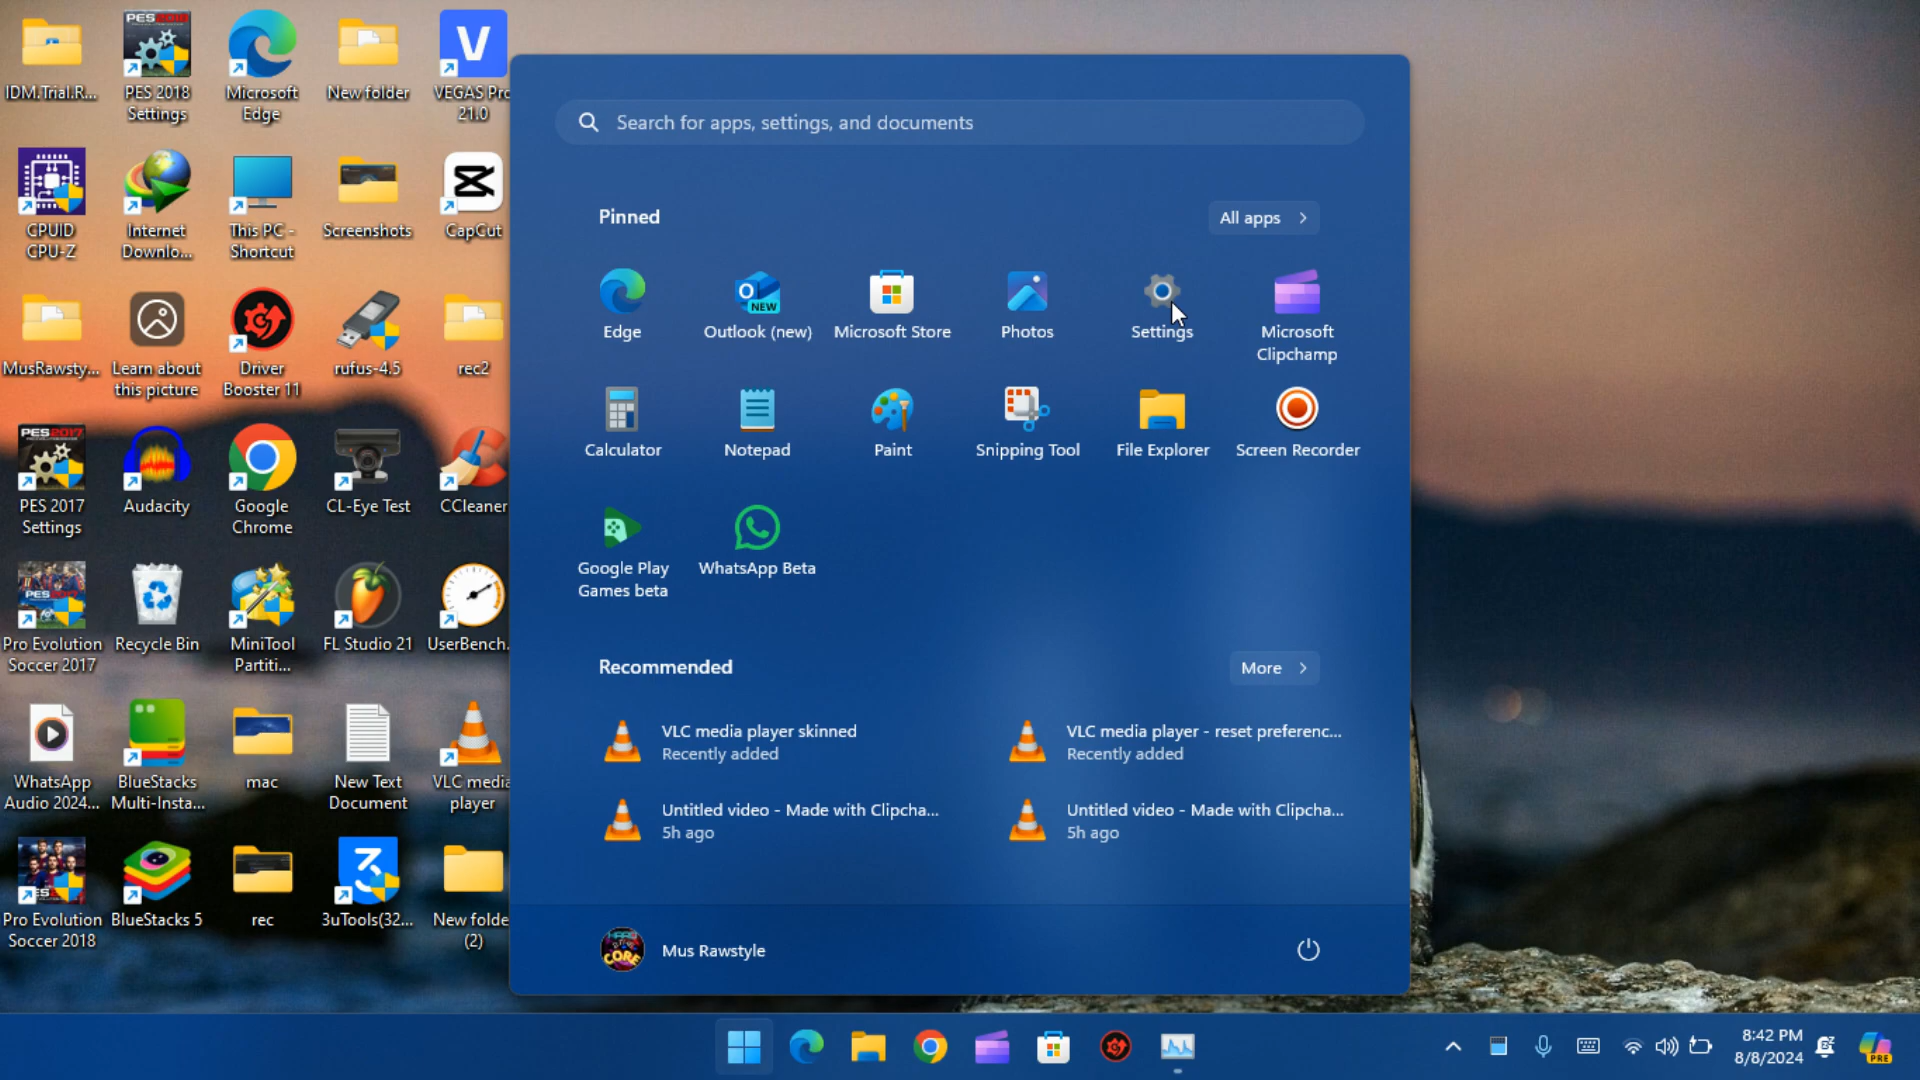 IDM.Trial.R...
PES 2018
Settings
Microsoft
Edge
New folder
VEGAS Pro
21.0
CPUID
CPU-Z
Internet
Downlo...
This PC -
Shortcut
Screenshots
CapCut
MusRawsty...
Learn about
this picture
Driver
Booster 11
rufus-4.5
rec2
PES 2017
Settings
Audacity
Google
Chrome
CL-Eye Test
CCleaner
Pro Evolution
Soccer 2017
Recycle Bin
MiniTool
Partiti...
FL Studio 21
UserBench.
WhatsApp
Audio 2024...
BlueStacks
Multi-Insta...
mac
New Text
Document
VLC media
player
Pro Evolution
Soccer 2018
BlueStacks 5
rec
3uTools(32...
New folde
(2)
Search for apps, settings, and documents
Pinned
All apps
Edge
Outlook (new)
Microsoft Store
Photos
Settings
Microsoft
Clipchamp
Calculator
Notepad
Paint
Snipping Tool
File Explorer
Screen Recorder
Google Play
Games beta
WhatsApp Beta
NEW
Recommended
More
VLC media player skinned
Recently added
VLC media player - reset preferenc...
Recently added
Untitled video - Made with Clipcha...
5h ago
Untitled video - Made with Clipcha...
5h ago
CORE
Mus Rawstyle
8:42 PM
8/8/2024
PRE